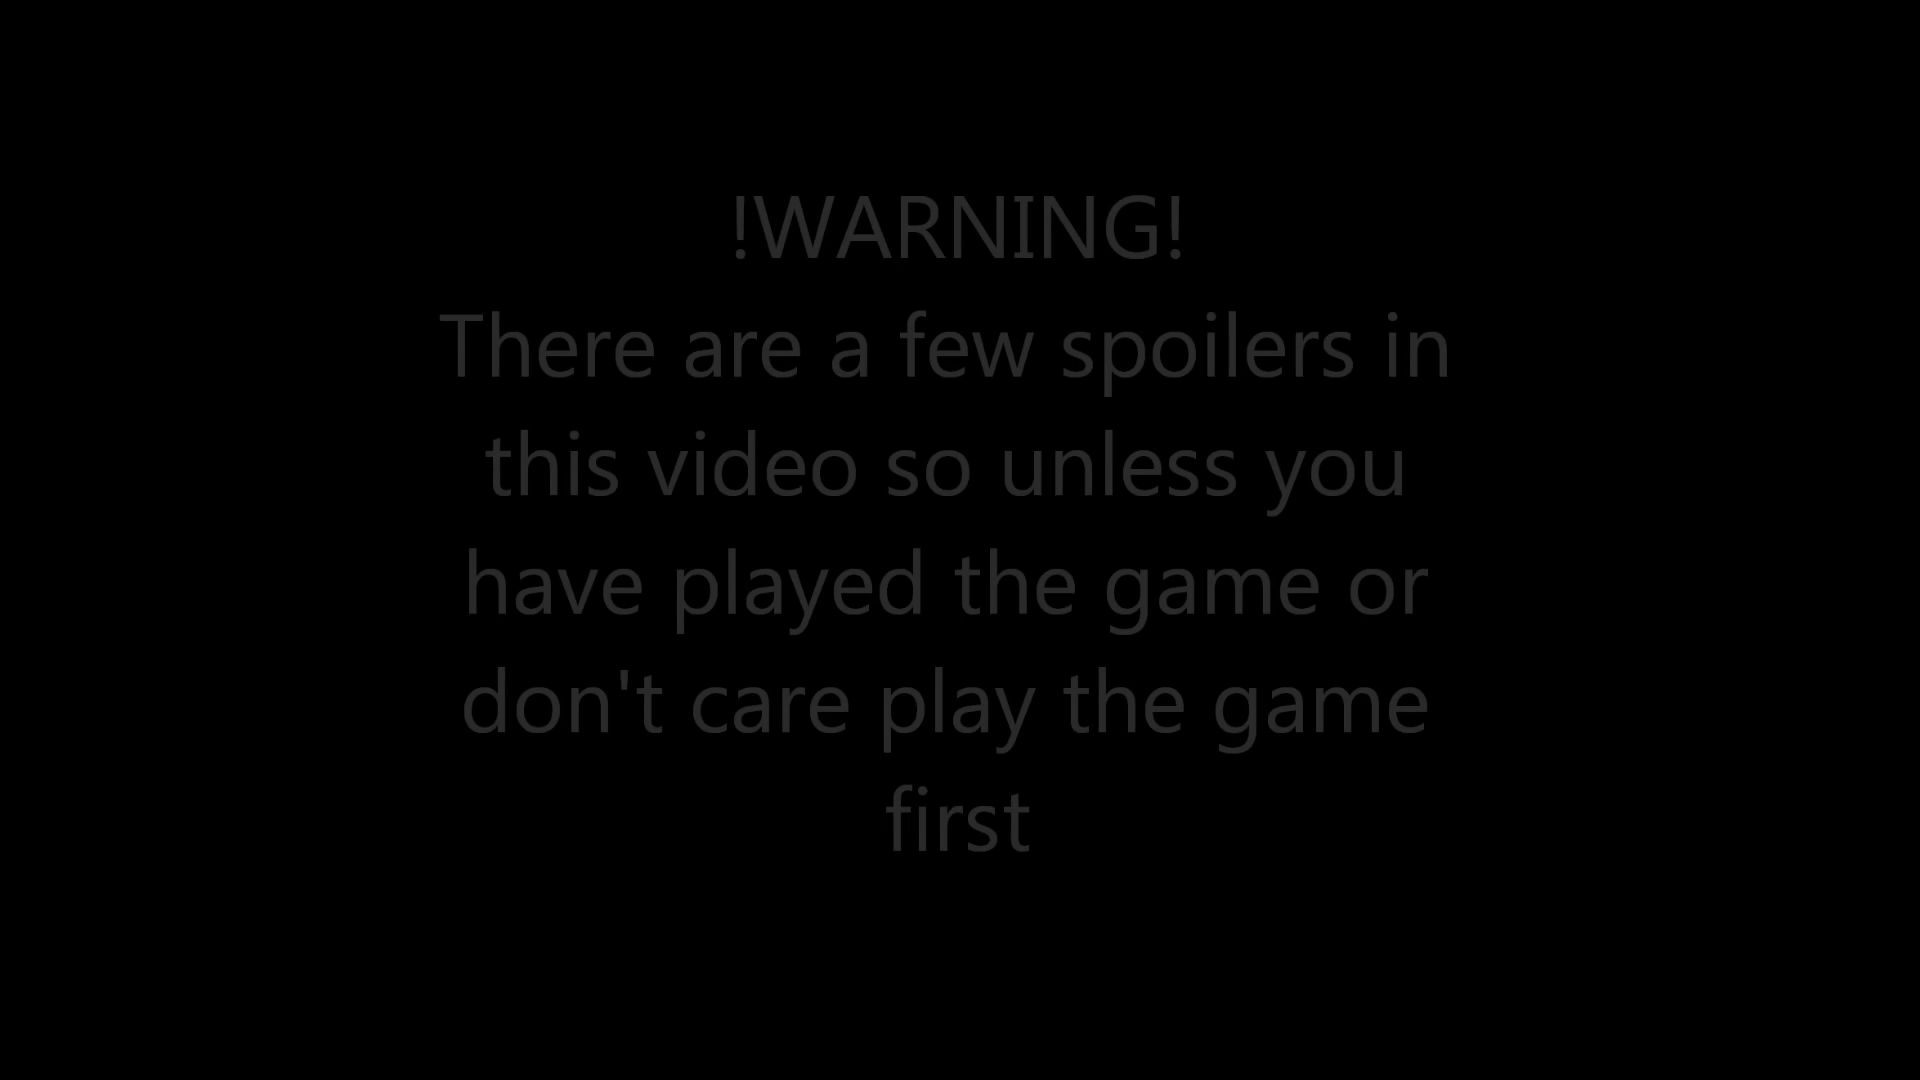 !WARNING!
There are a few spoilers in
this video so unless you
have played the game or
don't care play the game
first